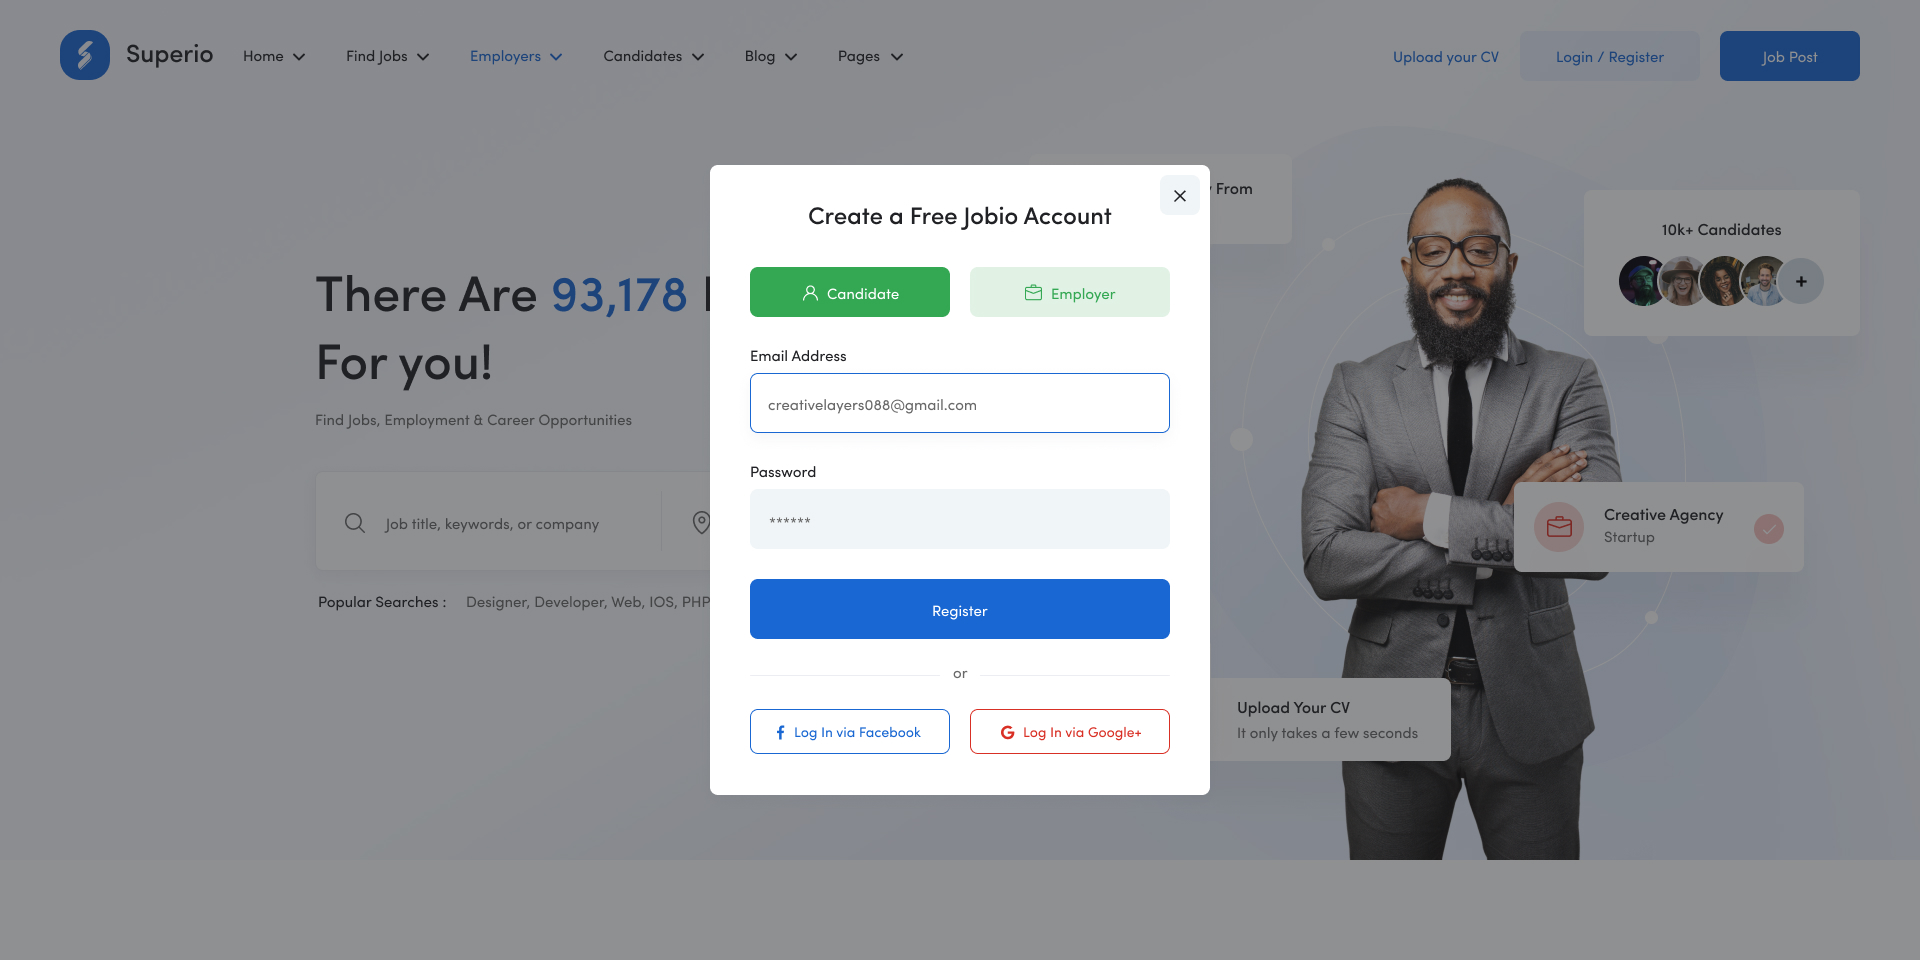 Superio
Home
Find Jobs
Employers
Candidates
Blog
Pages
Upload your CV
Login / Register
Job Post
From
10k+ Candidates
+
There Are 93,178
For you!
Find Jobs, Employment & Career Opportunities
Job title, keywords, or company
Popular Searches : Designer, Developer, Web, IOS, PHP
Create a Free Jobio Account
Candidate
Employer
Email Address
creativelayers088@gmail.com
Password
******
Register
or
Log In via Facebook
Log In via Google+
Creative Agency
Startup
Upload Your CV
It only takes a few seconds